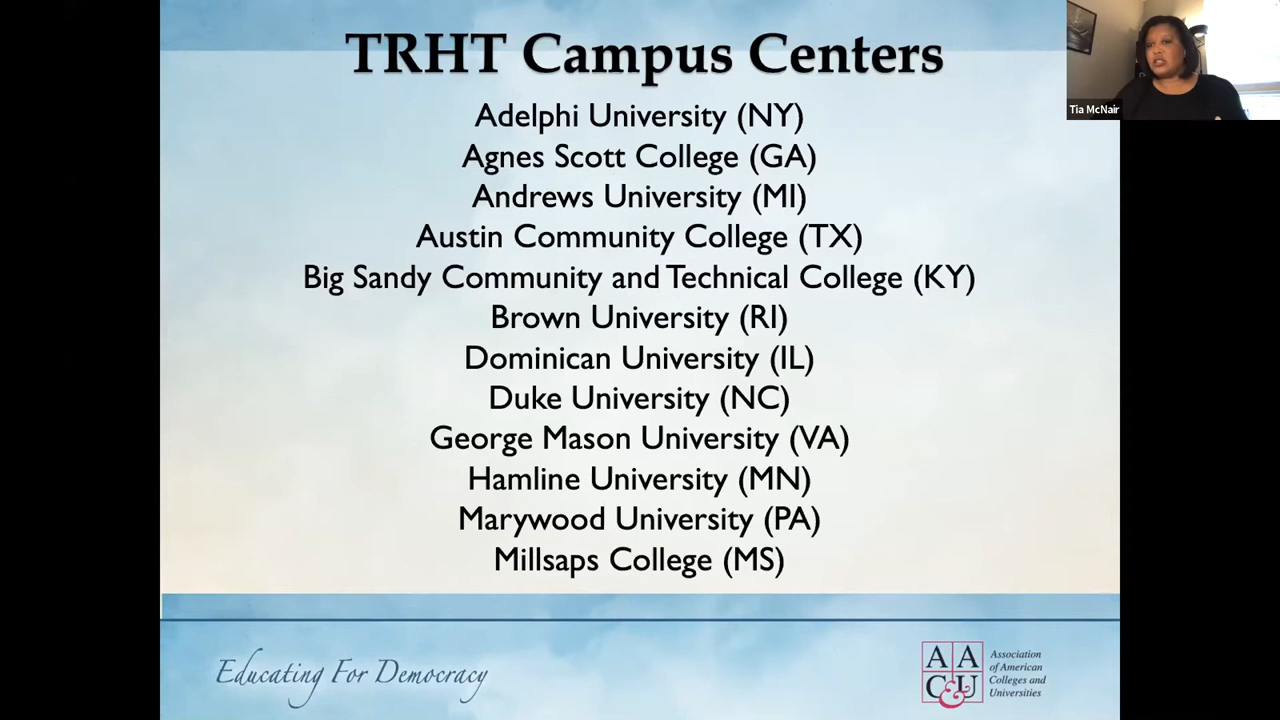 TRHT Campus Centers
Tia McNair
Adelphi University (NY)
Agnes Scott College (GA)
Andrews University (MI)
Austin Community College (TX)
Big Sandy Community and Technical College (KY)
Brown University (RI)
Dominican University (IL)
Duke University (NC)
George Mason University (VA)
Hamline University (MN)
Marywood University (PA)
Millsaps College (MS)
Educating For Democracy
AA
C&U
Association
of American
Colleges and
Universities